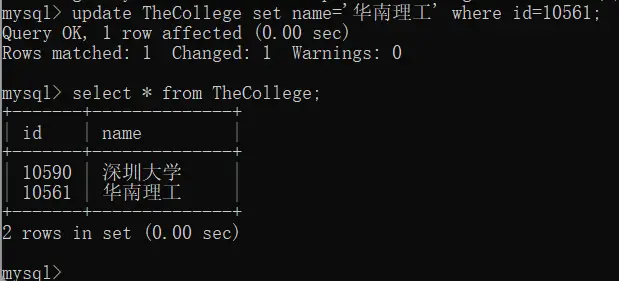 mysql> update TheCollege set name='华南理工' where id=10561;
Query OK, 1 row affected (0.00 sec)
Rows matched: 1  Changed: 1  Warnings: 0
mysql> select * from TheCollege;
+-------+--------------+
| id    | name         |
+-------+--------------+
| 10590 | 深圳大学     |
| 10561 | 华南理工     |
+-------+--------------+
2 rows in set (0.00 sec)
mysql>